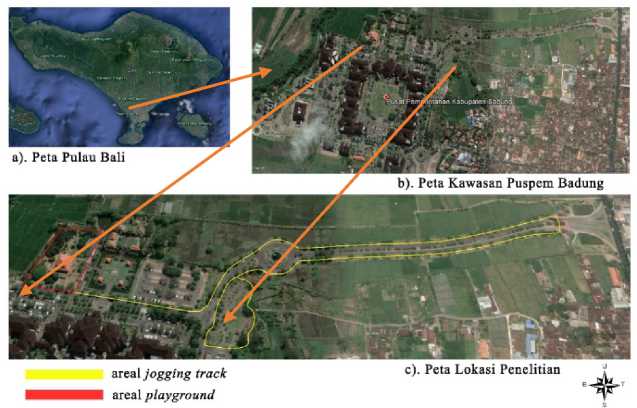 a). Peta Pulau Bali
Pusat Pemerintahan Kabupaten Badung
b). Peta Kawasan Puspem Badung
c). Peta Lokasi Penelitian
areal jogging track
areal playground
U
B
T
S